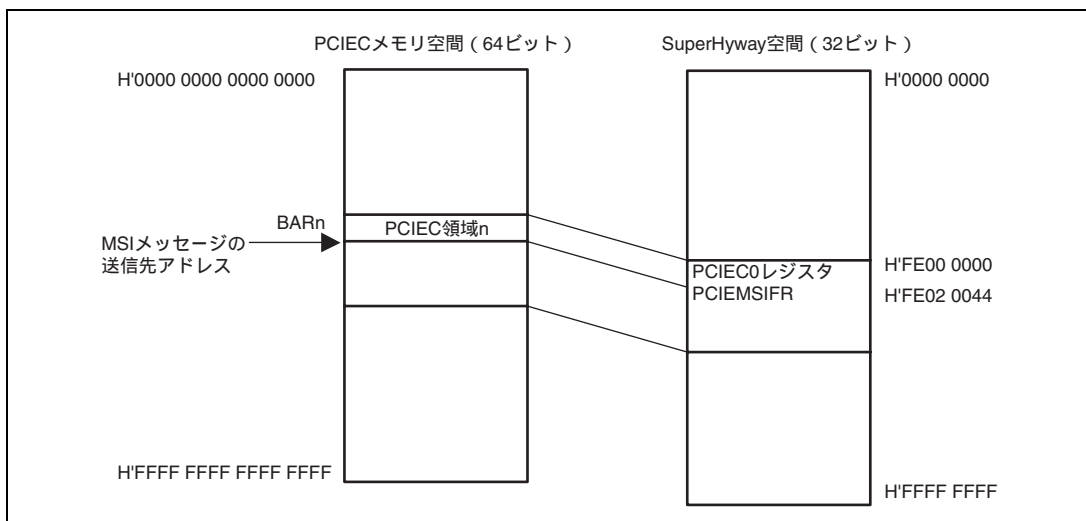 PCIECメモリ空間（64ビット）
SuperHyway空間（32ビット）
H'0000 0000 0000 0000
H'0000 0000
BARn
PCIEC領域n
MSIメッセージの
送信先アドレス
PCIEC0レジスタ
PCIEMSIFR
H'FE00 0000
H'FE02 0044
H'FFFF FFFF FFFF FFFF
H'FFFF FFFF